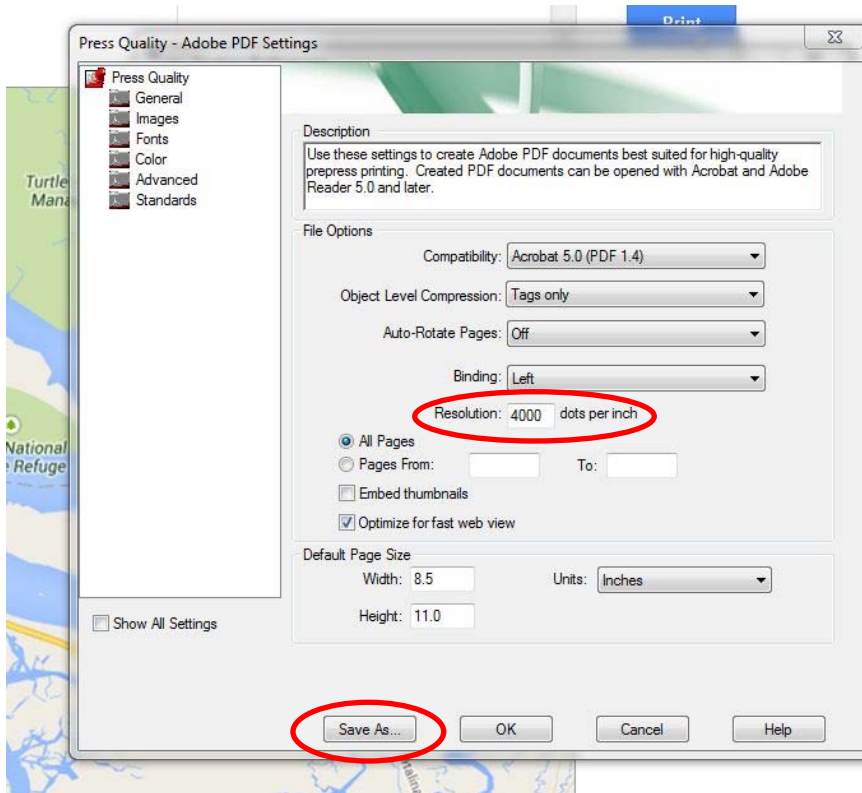 Print
Press Quality - Adobe PDF Settings
Press Quality
General
Images
Fonts
Color
Advanced
Standards
Description
Use these settings to create Adobe PDF documents best suited for high-quality
prepress printing. Created PDF documents can be opened with Acrobat and Adobe
Reader 5.0 and later.
File Options
Compatibility: Acrobat 5.0 (PDF 1.4)
Object Level Compression: Tags only
Auto-Rotate Pages: Off
Binding: Left
Resolution: 4000 dots per inch
All Pages
Pages From: To:
Embed thumbnails
Optimize for fast web view
Default Page Size
Width: 8.5 Units: Inches
Height: 11.0
Show All Settings
Save As... OK Cancel Help
Turtle
National
Refuge